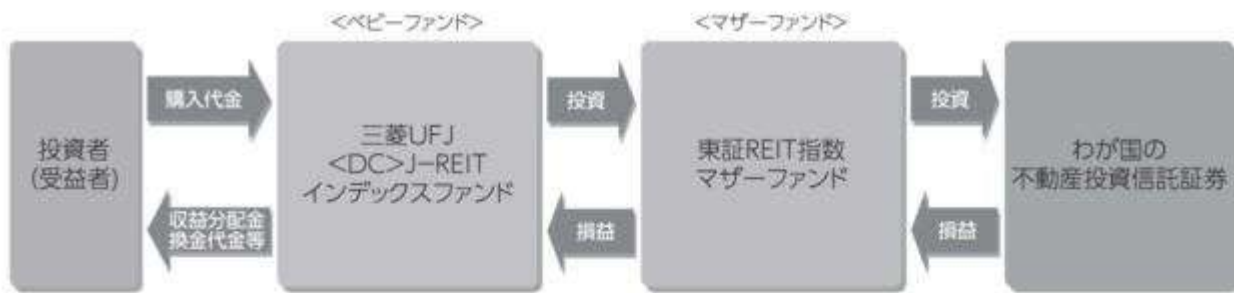 <ベビーファンド>
<マザーファンド>
投資者
(受益者)
購入代金
収益分配金
換金代金等
三菱UFJ
<DC>J-REIT
インデックスファンド
投資
損益
東証REIT指数
マザーファンド
投資
損益
わが国の
不動産投資信託証券